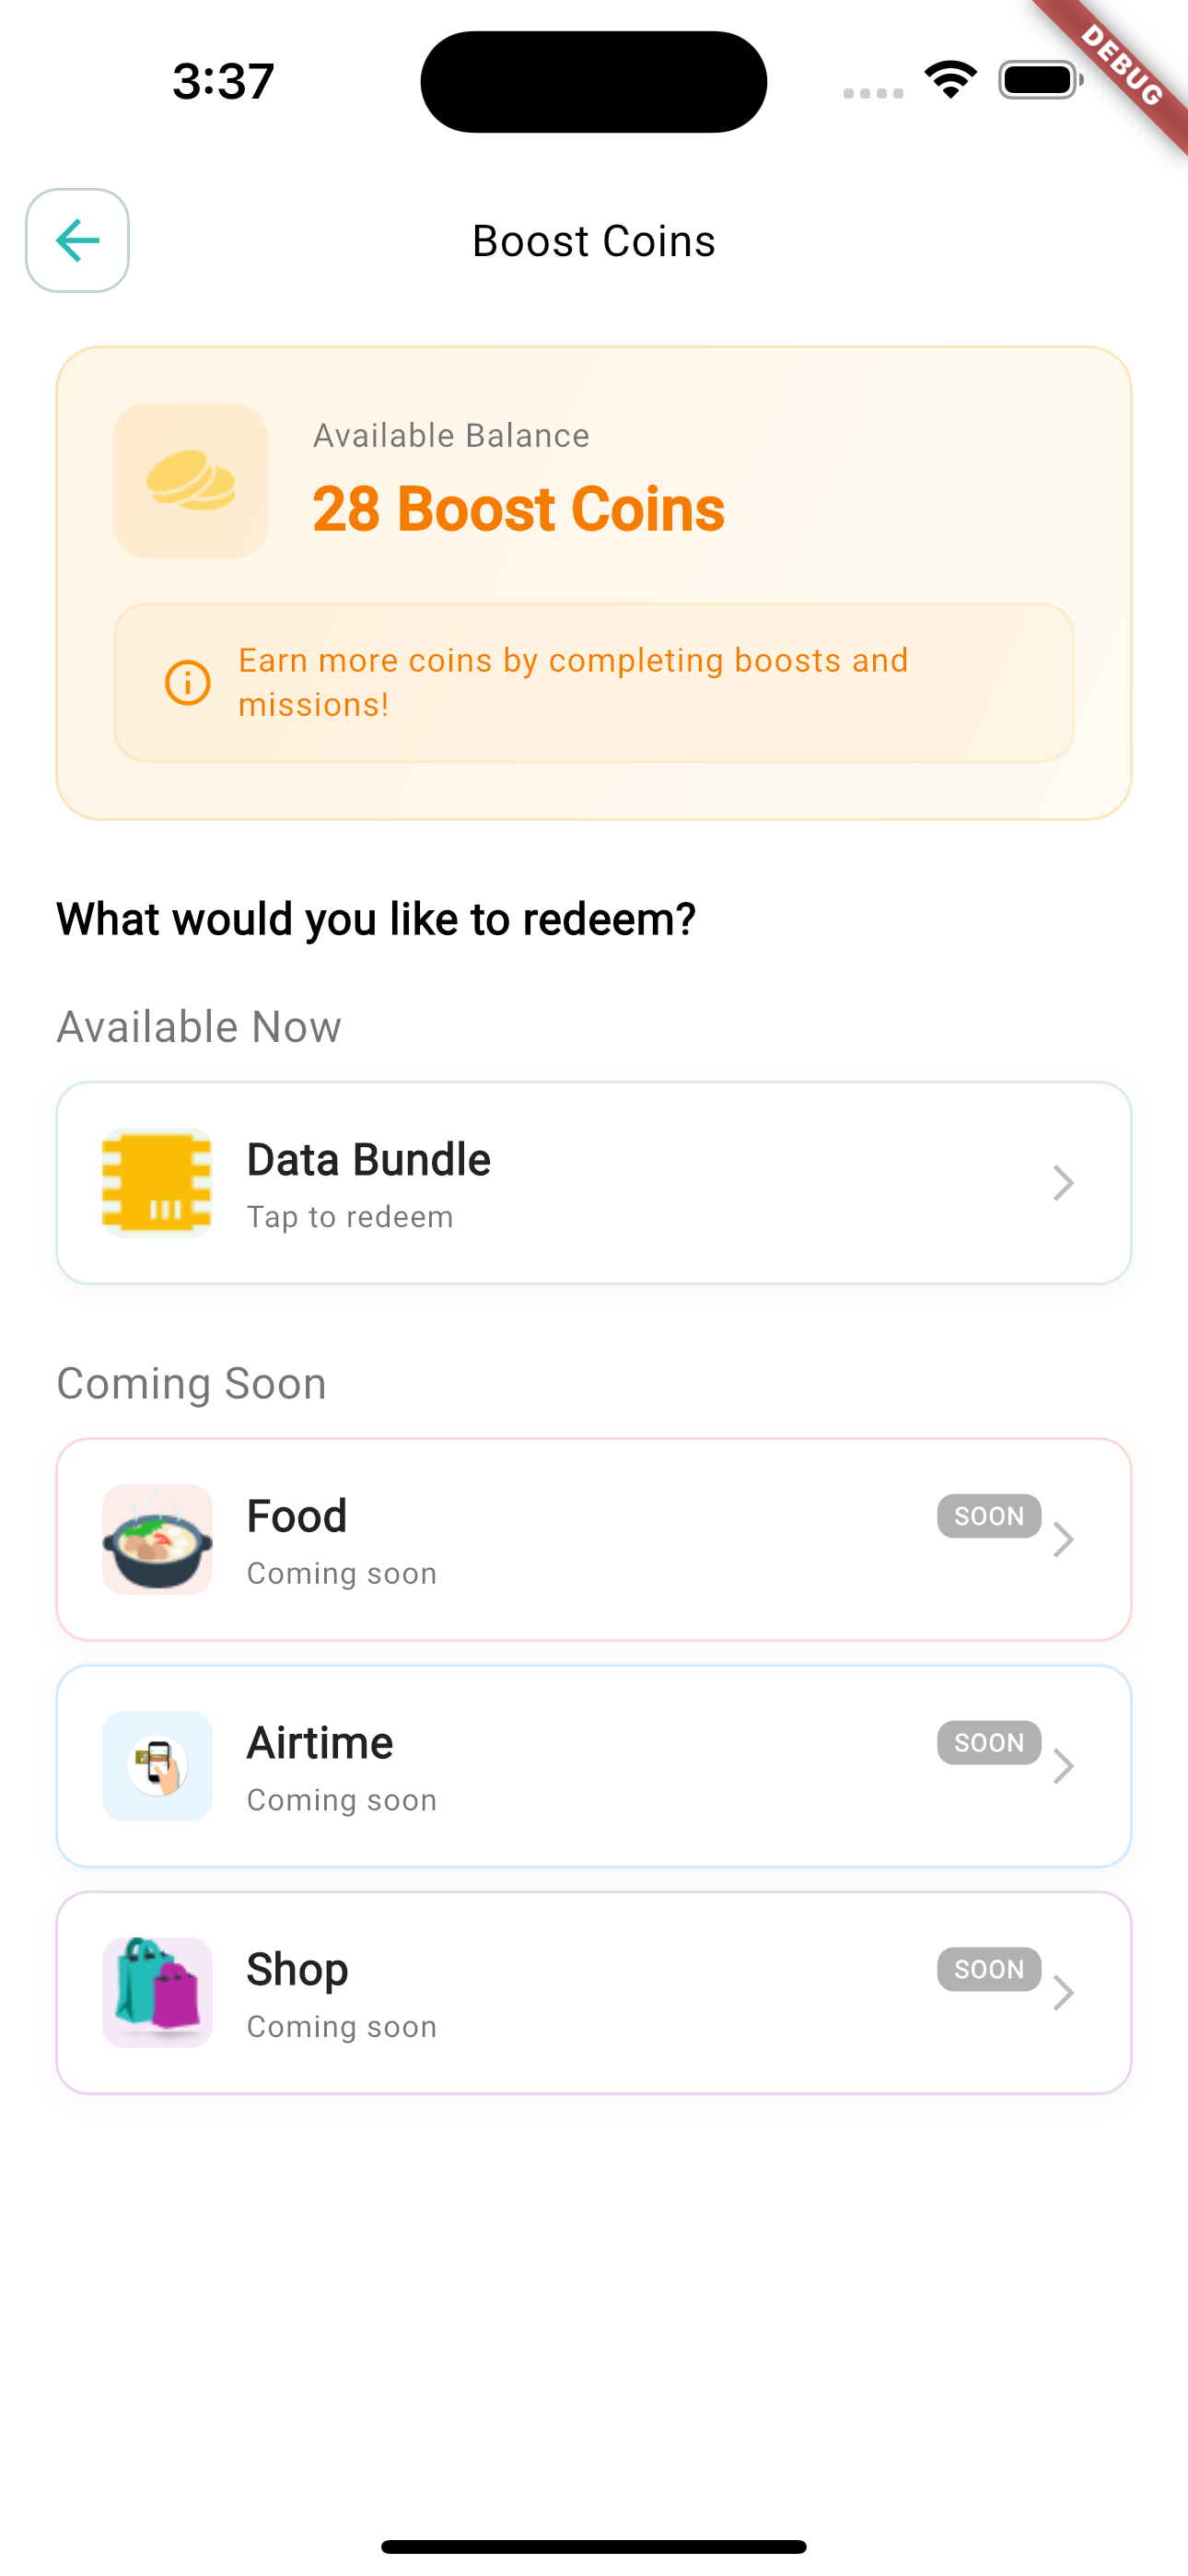 3:37
DEBUG
Boost Coins
Available Balance
28 Boost Coins
Earn more coins by completing boosts and
missions!
What would you like to redeem?
Available Now
Data Bundle
Tap to redeem
Coming Soon
Food
SOON
Coming soon
Airtime
SOON
Coming soon
Shop
SOON
Coming soon